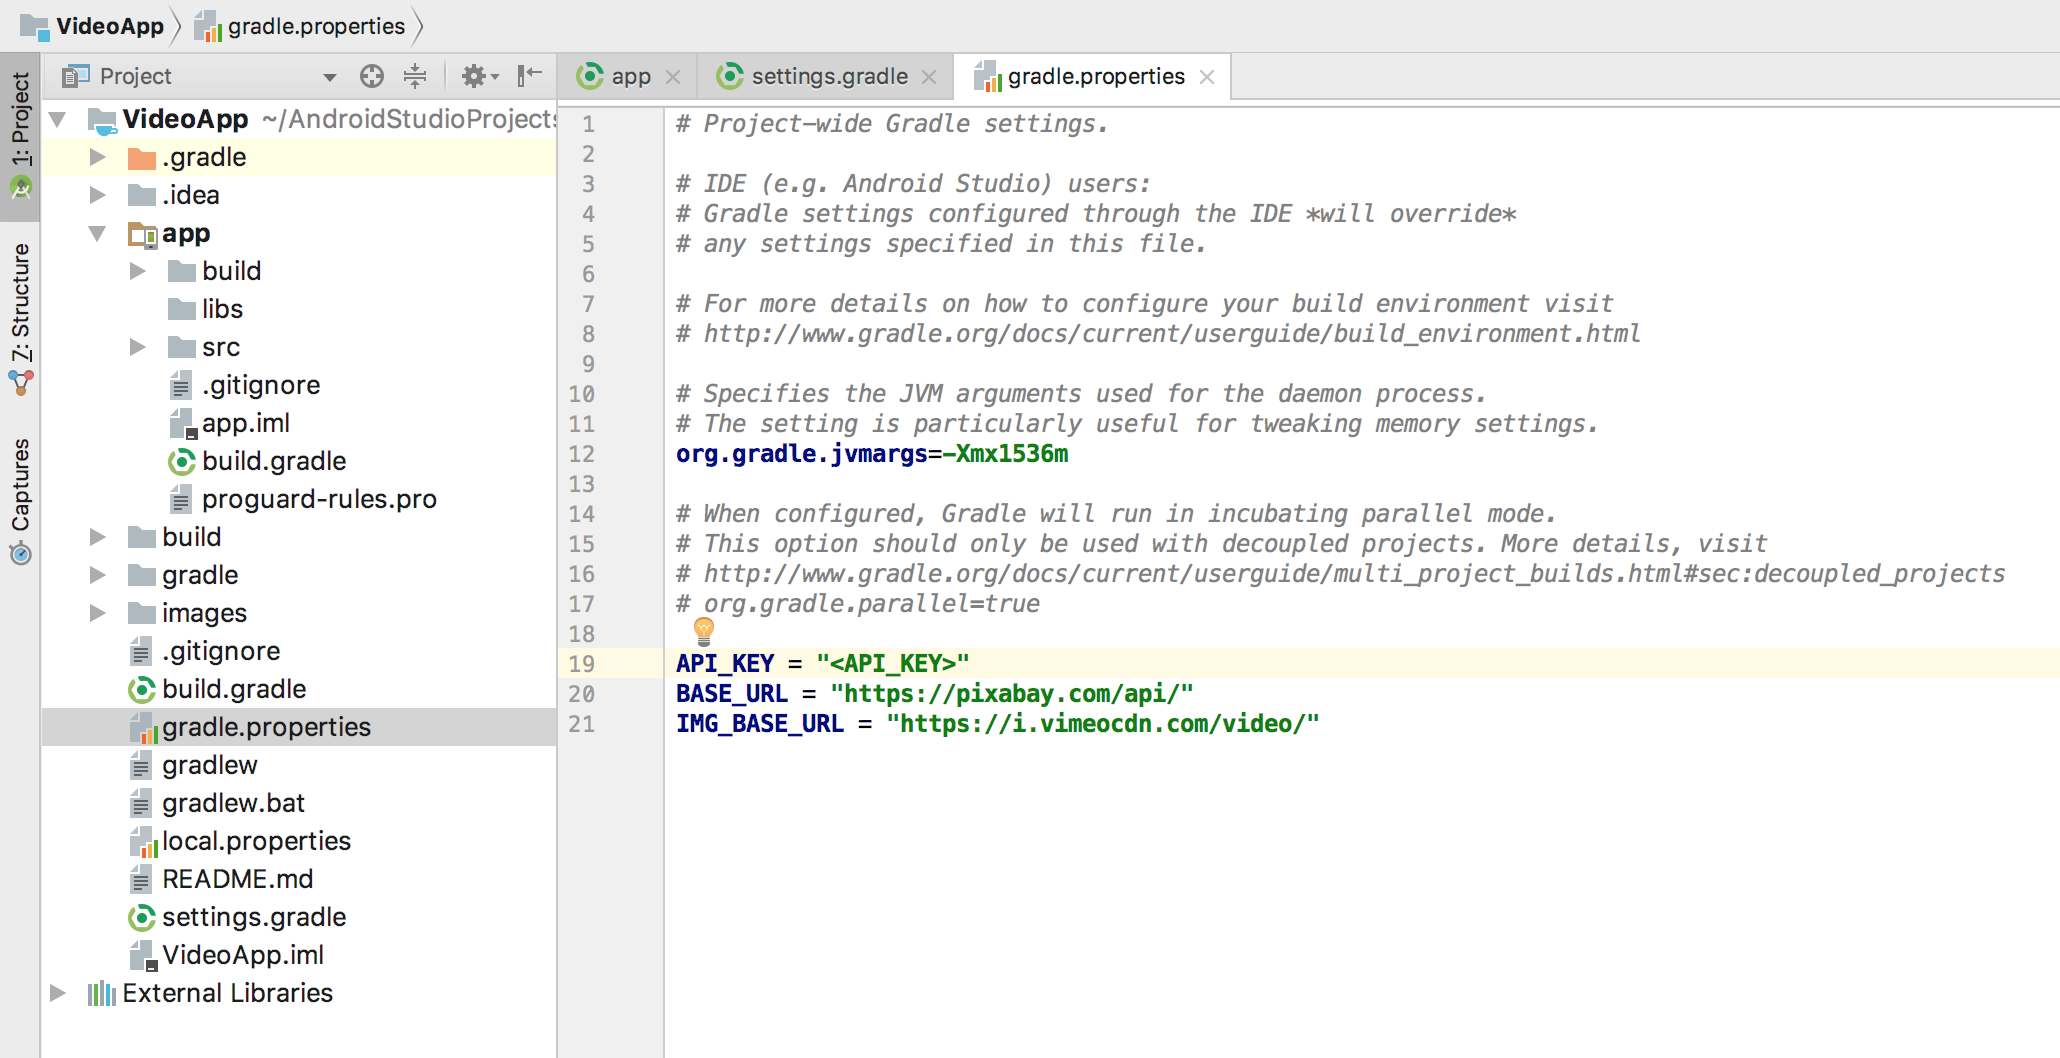 VideoApp
gradle.properties
Project
app
settings.gradle
gradle.properties
1: Project
7: Structure
Captures
VideoApp ~/AndroidStudioProjects
.gradle
.idea
app
build
libs
src
.gitignore
app.iml
build.gradle
proguard-rules.pro
build
gradle
images
.gitignore
build.gradle
gradle.properties
gradlew
gradlew.bat
local.properties
README.md
settings.gradle
VideoApp.iml
External Libraries
1 # Project-wide Gradle settings.
2
3 # IDE (e.g. Android Studio) users:
4 # Gradle settings configured through the IDE *will override*
5 # any settings specified in this file.
6
7 # For more details on how to configure your build environment visit
8 # http://www.gradle.org/docs/current/userguide/build_environment.html
9
10 # Specifies the JVM arguments used for the daemon process.
11 # The setting is particularly useful for tweaking memory settings.
12 org.gradle.jvmargs=-Xmx1536m
13
14 # When configured, Gradle will run in incubating parallel mode.
15 # This option should only be used with decoupled projects. More details, visit
16 # http://www.gradle.org/docs/current/userguide/multi_project_builds.html#sec:decoupled_projects
17 # org.gradle.parallel=true
18
19 API_KEY = "<API_KEY>"
20 BASE_URL = "https://pixabay.com/api/"
21 IMG_BASE_URL = "https://i.vimeocdn.com/video/"